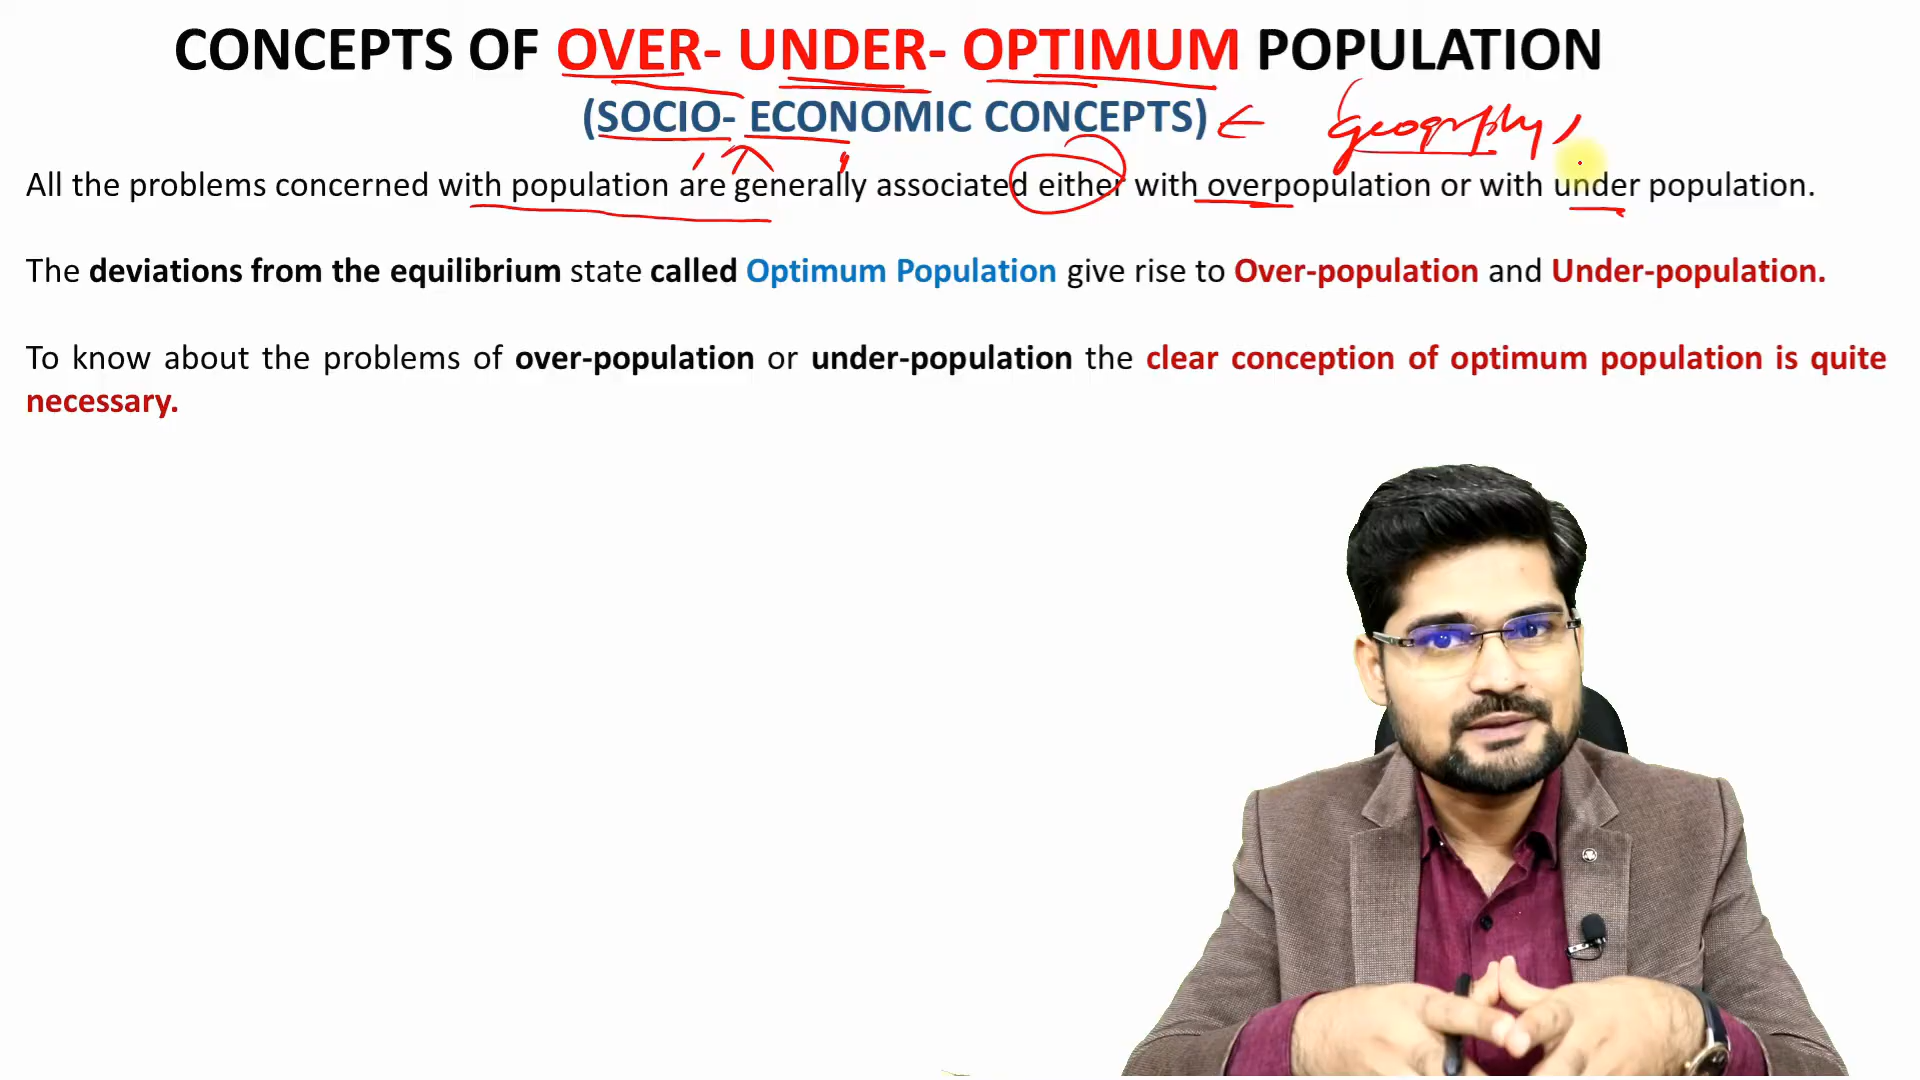 CONCEPTS OF OVER- UNDER- OPTIMUM POPULATION
(SOCIO- ECONOMIC CONCEPTS) Geography,
All the problems concerned with population are generally associated either with overpopulation or with under population.
The deviations from the equilibrium state called Optimum Population give rise to Over-population and Under-population.
To know about the problems of over-population or under-population the clear conception of optimum population is quite
necessary.